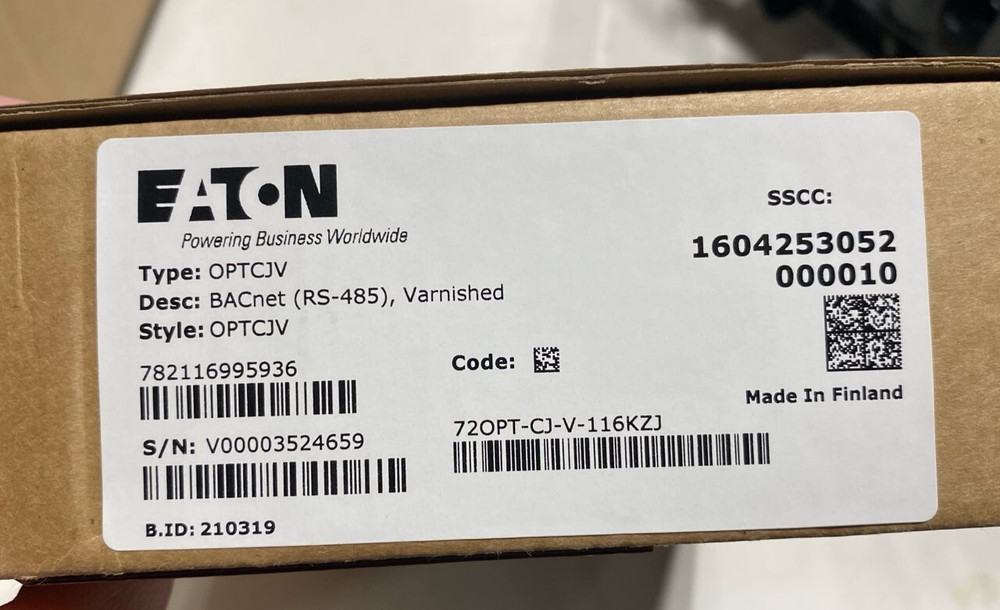 EATON
Powering Business Worldwide
Type: OPTCJV
Desc: BACnet (RS-485), Varnished
Style: OPTCJV
782116995936
S/N: V00003524659
B.ID: 210319
Code:
72OPT-CJ-V-116KZJ
SSCC:
1604253052
000010
Made In Finland